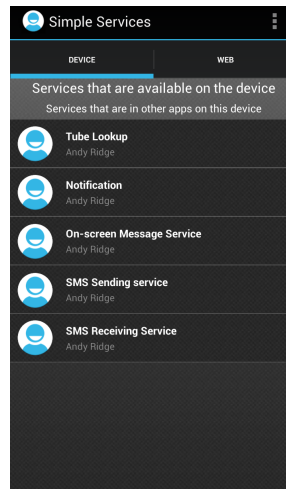 Simple Services
DEVICE
WEB
Services that are available on the device
Services that are in other apps on this device
Tube Lookup
Andy Ridge
Notification
Andy Ridge
On-screen Message Service
Andy Ridge
SMS Sending service
Andy Ridge
SMS Receiving Service
Andy Ridge